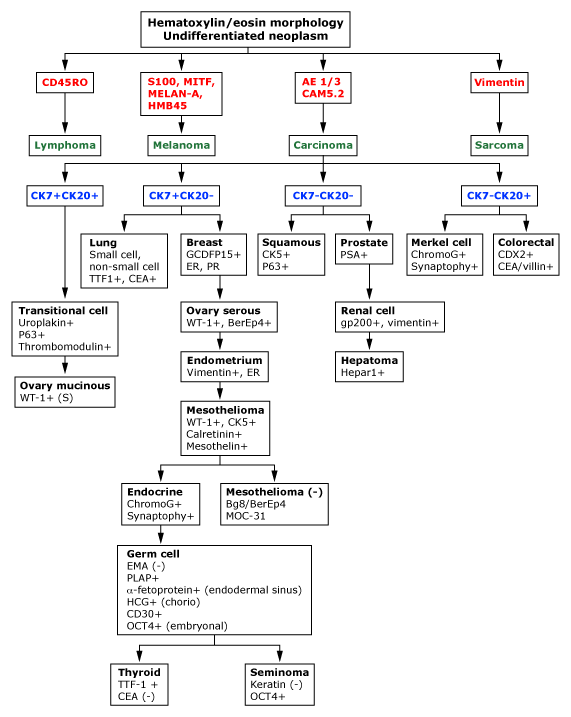 Hematoxylin/eosin morphology
Undifferentiated neoplasm
CD45RO
S100, MITF,
MELAN-A,
HMB45
AE 1/3
CAM5.2
Vimentin
Lymphoma
Melanoma
Carcinoma
Sarcoma
CK7+CK20+
CK7+CK20-
CK7-CK20-
CK7-CK20+
Lung
Small cell,
non-small cell
TTF1+, CEA+
Breast
GCDFP15+
ER, PR
Squamous
CK5+
P63+
Prostate
PSA+
Merkel cell
ChromoG+
Synaptophy+
Colorectal
CDX2+
CEA/villin+
Transitional cell
Uroplakin+
P63+
Thrombomodulin+
Ovary serous
WT-1+, BerEp4+
Renal cell
gp200+, vimentin+
Endometrium
Vimentin+, ER
Hepatoma
Hepar1+
Ovary mucinous
WT-1+ (S)
Mesothelioma
WT-1+, CK5+
Calretinin+
Mesothelin+
Endocrine
ChromoG+
Synaptophy+
Mesothelioma (-)
Bg8/BerEp4
MOC-31
Germ cell
EMA (-)
PLAP+
α-fetoprotein+ (endodermal sinus)
HCG+ (chorio)
CD30+
OCT4+ (embryonal)
Thyroid
TTF-1 +
CEA (-)
Seminoma
Keratin (-)
OCT4+